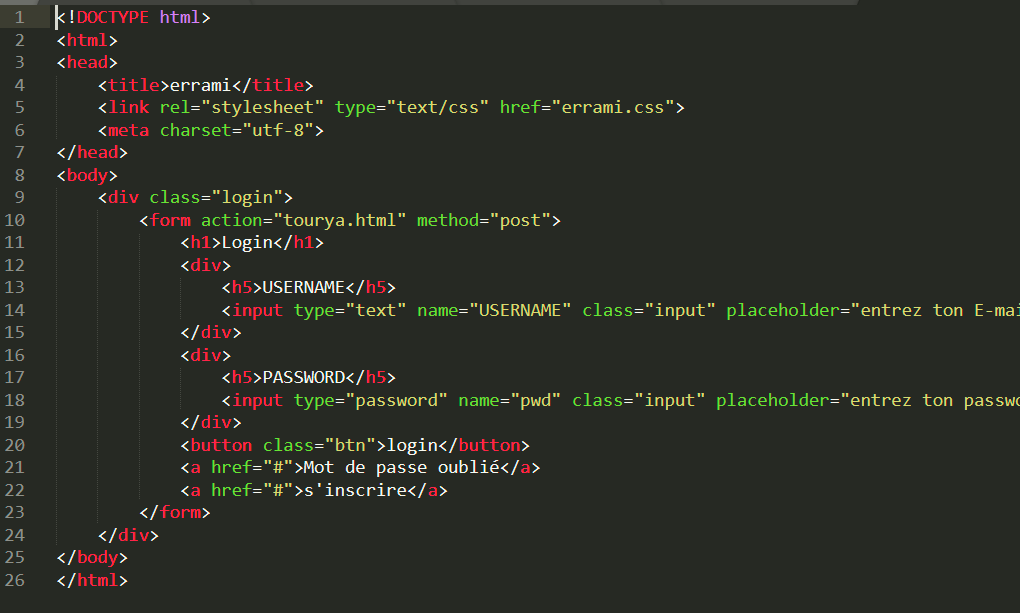 1 <!DOCTYPE html>
2 <html>
3 <head>
4 <title>errami</title>
5 <link rel="stylesheet" type="text/css" href="errami.css">
6 <meta charset="utf-8">
7 </head>
8 <body>
9 <div class="login">
10 <form action="tourya.html" method="post">
11 <h1>Login</h1>
12 <div>
13 <h5>USERNAME</h5>
14 <input type="text" name="USERNAME" class="input" placeholder="entrez ton E-mai
15 </div>
16 <div>
17 <h5>PASSWORD</h5>
18 <input type="password" name="pwd" class="input" placeholder="entrez ton passwo
19 </div>
20 <button class="btn">login</button>
21 <a href="#">Mot de passe oublié</a>
22 <a href="#">s'inscrire</a>
23 </form>
24 </div>
25 </body>
26 </html>